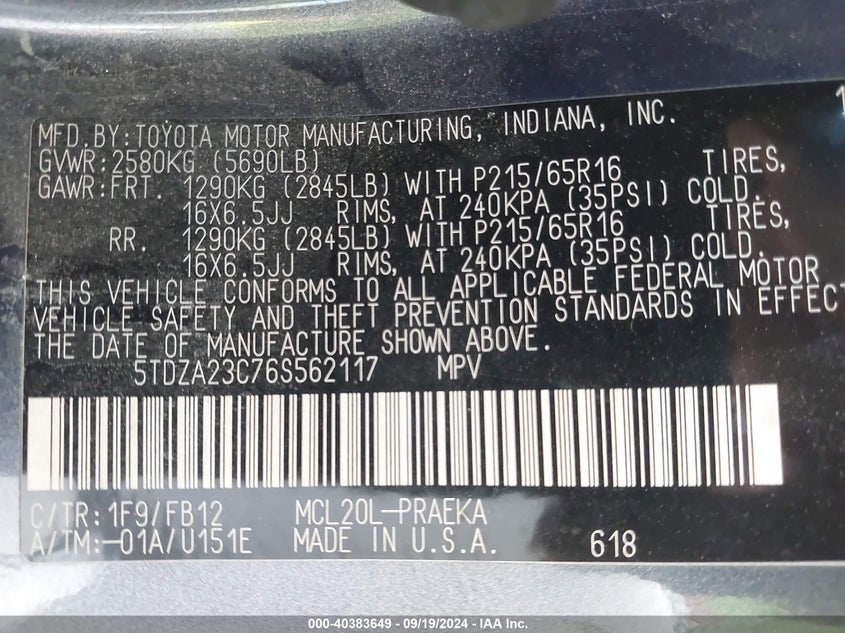 1
MFD.BY:TOYOTA MOTOR MANUFACTURING, INDIANA, INC.
GVWR:2580KG (5690LB)
GAWR:FRT. 1290KG (2845LB) WITH P215/65R16 TIRES,
16X6.5JJ RIMS, AT 240KPA (35PSI) COLD.
RR. 1290KG (2845LB) WITH P215/65R16 TIRES,
16X6.5JJ RIMS, AT 240KPA (35PSI) COLD.
THIS VEHICLE CONFORMS TO ALL APPLICABLE FEDERAL MOTOR
VEHICLE SAFETY AND THEFT PREVENTION STANDARDS IN EFFECT
THE DATE OF MANUFACTURE SHOWN ABOVE.
5TDZA23C76S562117 MPV
C/TR:1F9/FB12 MCL20L-PRAEKA
A/TM:-01A/U151E MADE IN U.S.A. 618
000-40383649 - 09/19/2024 - IAA Inc.